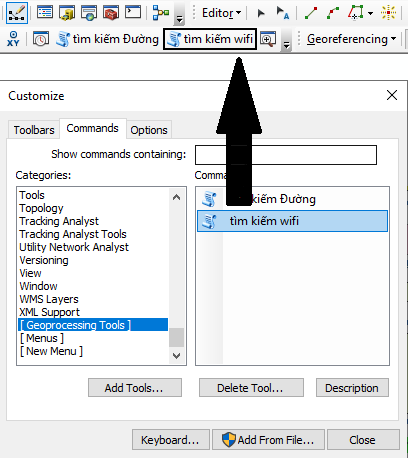 Editor
XY tìm kiếm Đường tìm kiếm wifi Georeferencing
Customize
Toolbars Commands Options
Show commands containing:
Categories: Comma
Tools
Topology
Tracking Analyst
Tracking Analyst Tools
Utility Network Analyst
Versioning
View
Window
WMS Layers
XML Support
[ Geoprocessing Tools ]
[ Menus ]
[ New Menu ]
kiếm Đường
tìm kiếm wifi
Add Tools... Delete Tool... Description
Keyboard... Add From File... Close